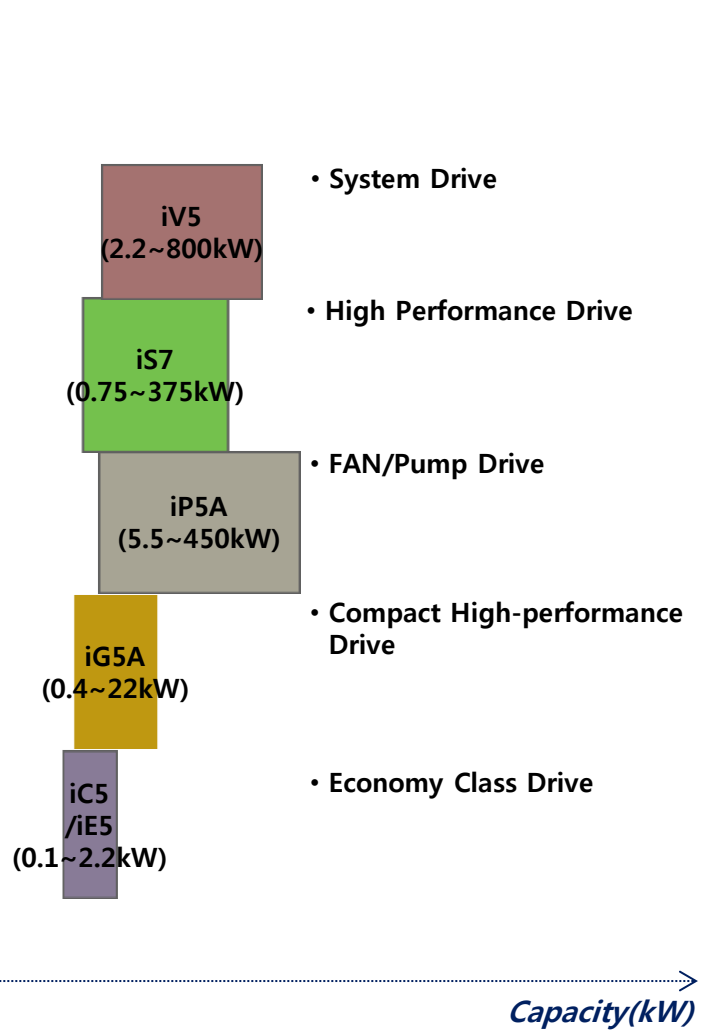 • System Drive
iV5
(2.2~800kW)
• High Performance Drive
iS7
(0.75~375kW)
• FAN/Pump Drive
iP5A
(5.5~450kW)
• Compact High-performance
Drive
iG5A
(0.4~22kW)
• Economy Class Drive
iC5
/iE5
(0.1~2.2kW)
Capacity(kW)